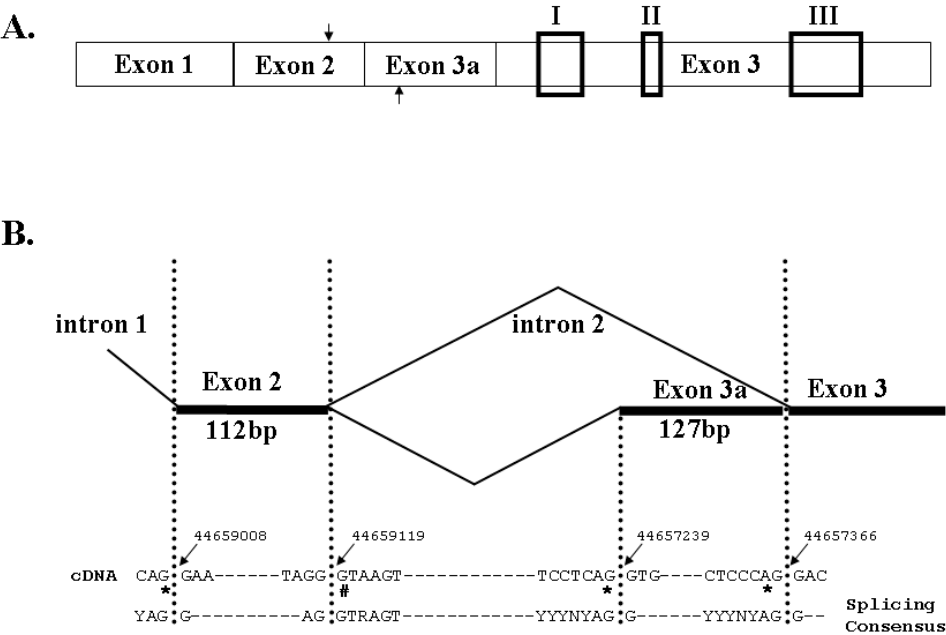 A.
I II III
Exon 1 Exon 2 Exon 3a Exon 3
B.
intron 1 intron 2
Exon 2 Exon 3a Exon 3
112bp 127bp
44659008 44659119 44657239 44657366
cDNA CAG GAA------TAGG GTAAGT------------TCCTCAG GTG----CTCCCAG GAC
* # * *
YAG G----------AG GTRAGT------------YYYNYAG G------YYYNYAG G--
Splicing
Consensus